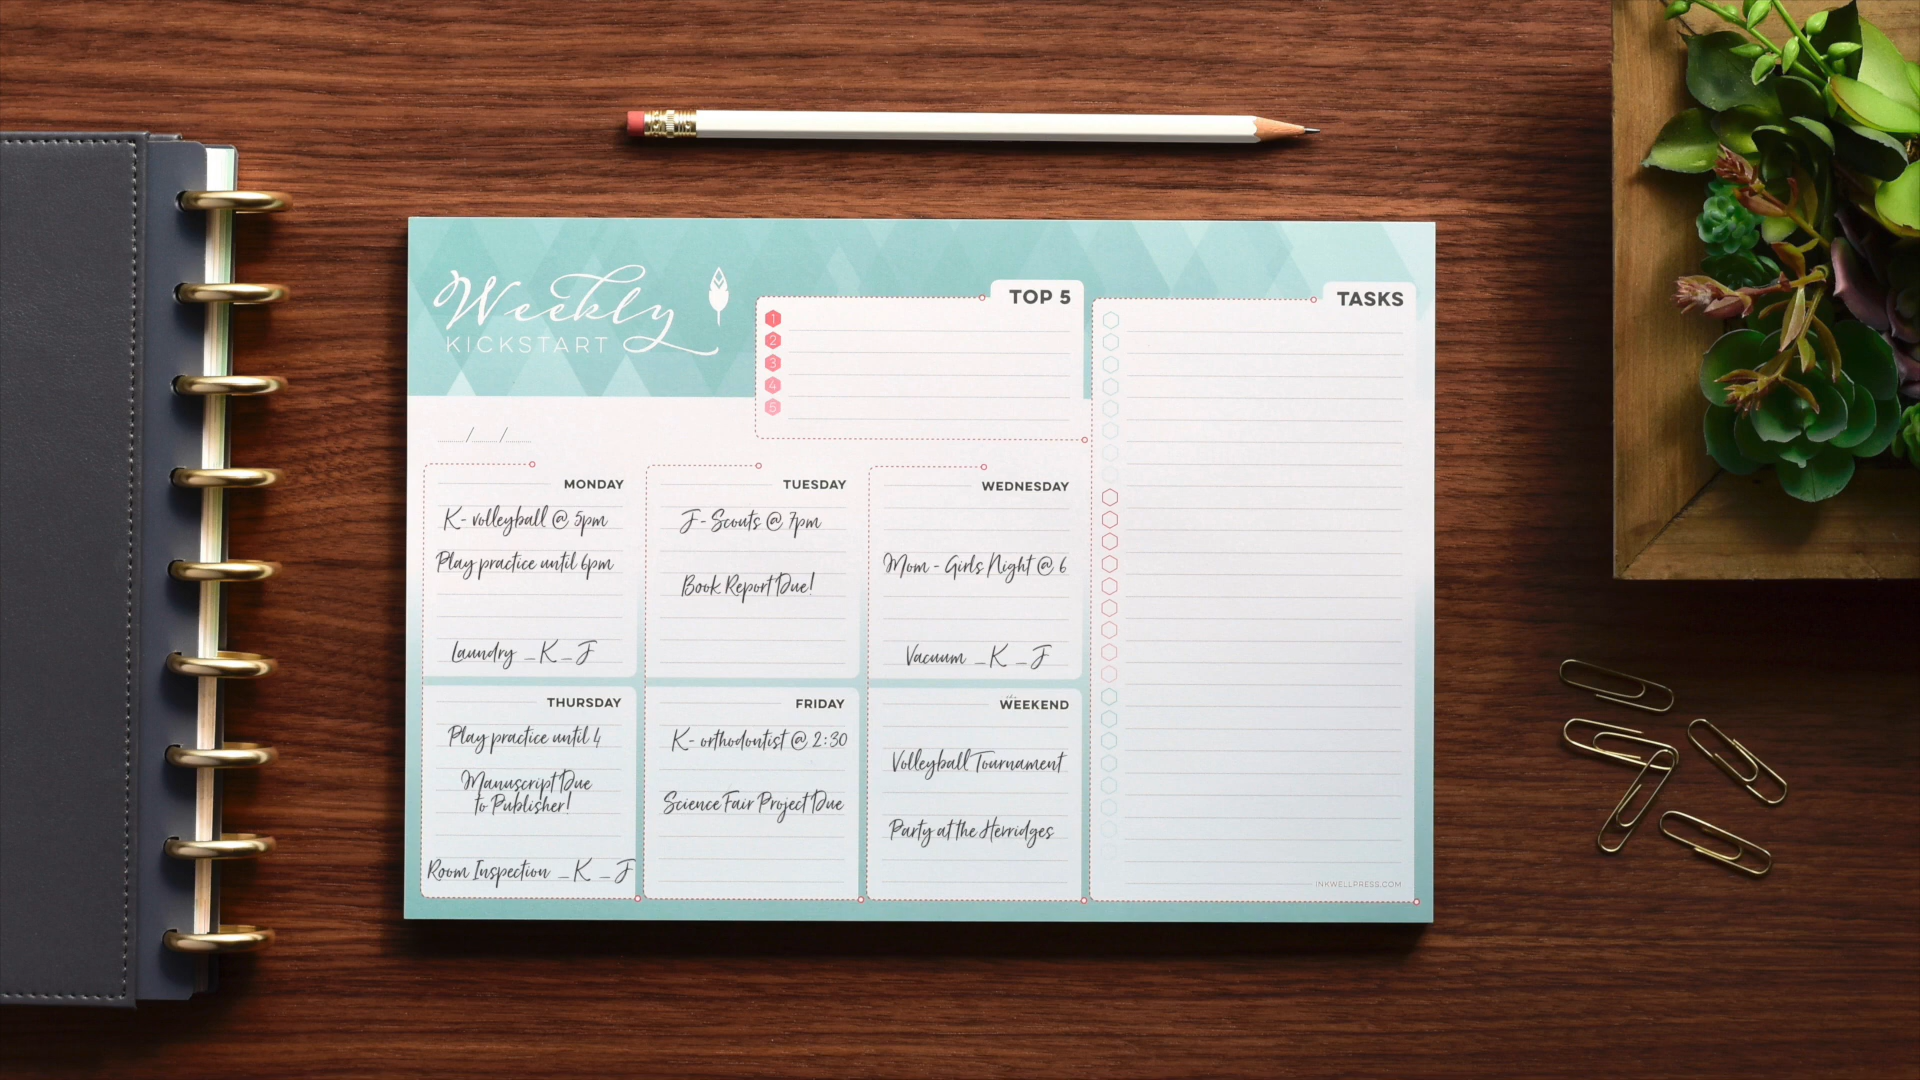 Weekly
KICKSTART
TOP 5
1
2
3
4
5
TASKS
MONDAY
K- volleyball @ 5pm
Play practice until 6pm
Laundry _K_J
TUESDAY
J- Scouts @ 7pm
Book Report Due!
WEDNESDAY
Mom - Girls Night @ 6
Vacuum _K _J
THURSDAY
Play practice until 4
Manuscript Due
to Publisher!
Room Inspection _K _J
FRIDAY
K- orthodontist @ 2:30
Science Fair Project Due
the
WEEKEND
Volleyball Tournament
Party at the Herridges
INKWELLPRESS.COM